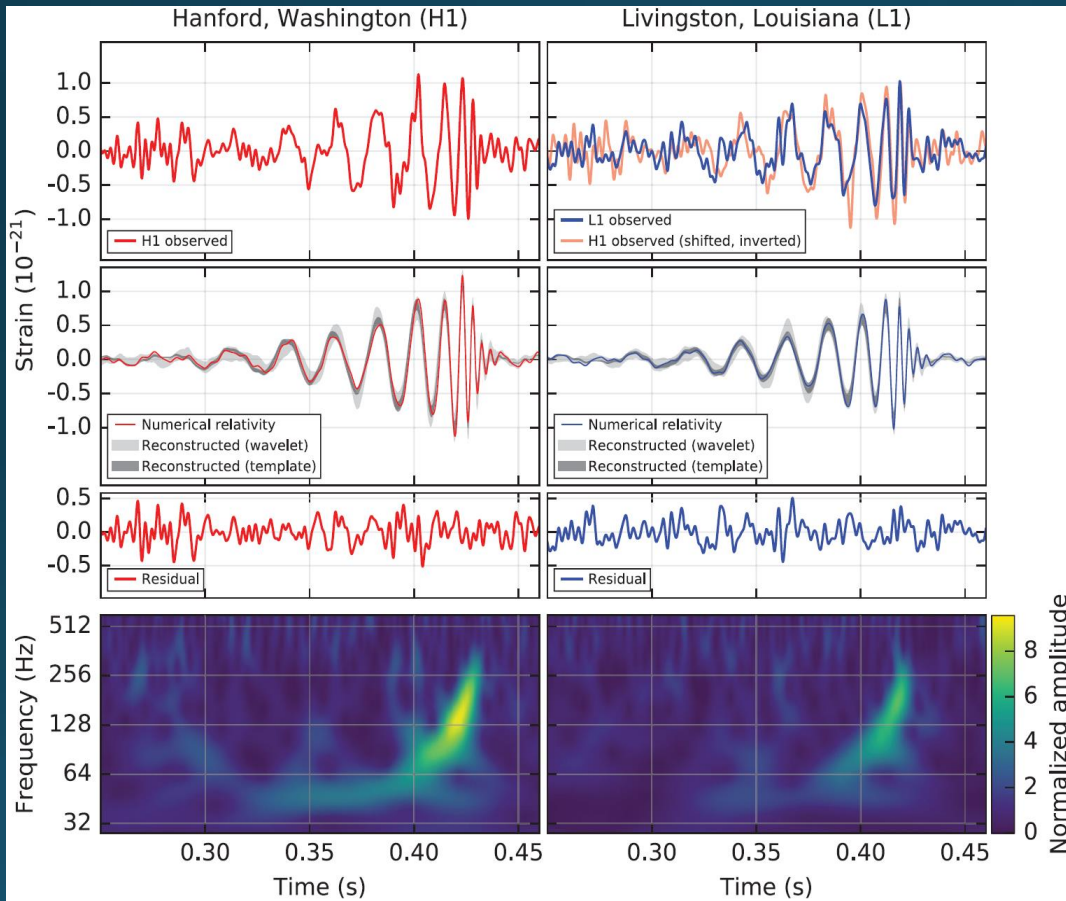 Hanford, Washington (H1)
Livingston, Louisiana (L1)
Strain (10⁻²¹)
1.0
0.5
0.0
-0.5
-1.0
H1 observed
L1 observed
H1 observed (shifted, inverted)
1.0
0.5
0.0
-0.5
-1.0
Numerical relativity
Reconstructed (wavelet)
Reconstructed (template)
Numerical relativity
Reconstructed (wavelet)
Reconstructed (template)
0.5
0.0
-0.5
Residual
Residual
Frequency (Hz)
512
256
128
64
32
Normalized amplitude
8
6
4
2
0
0.30
0.35
0.40
0.45
0.30
0.35
0.40
0.45
Time (s)
Time (s)